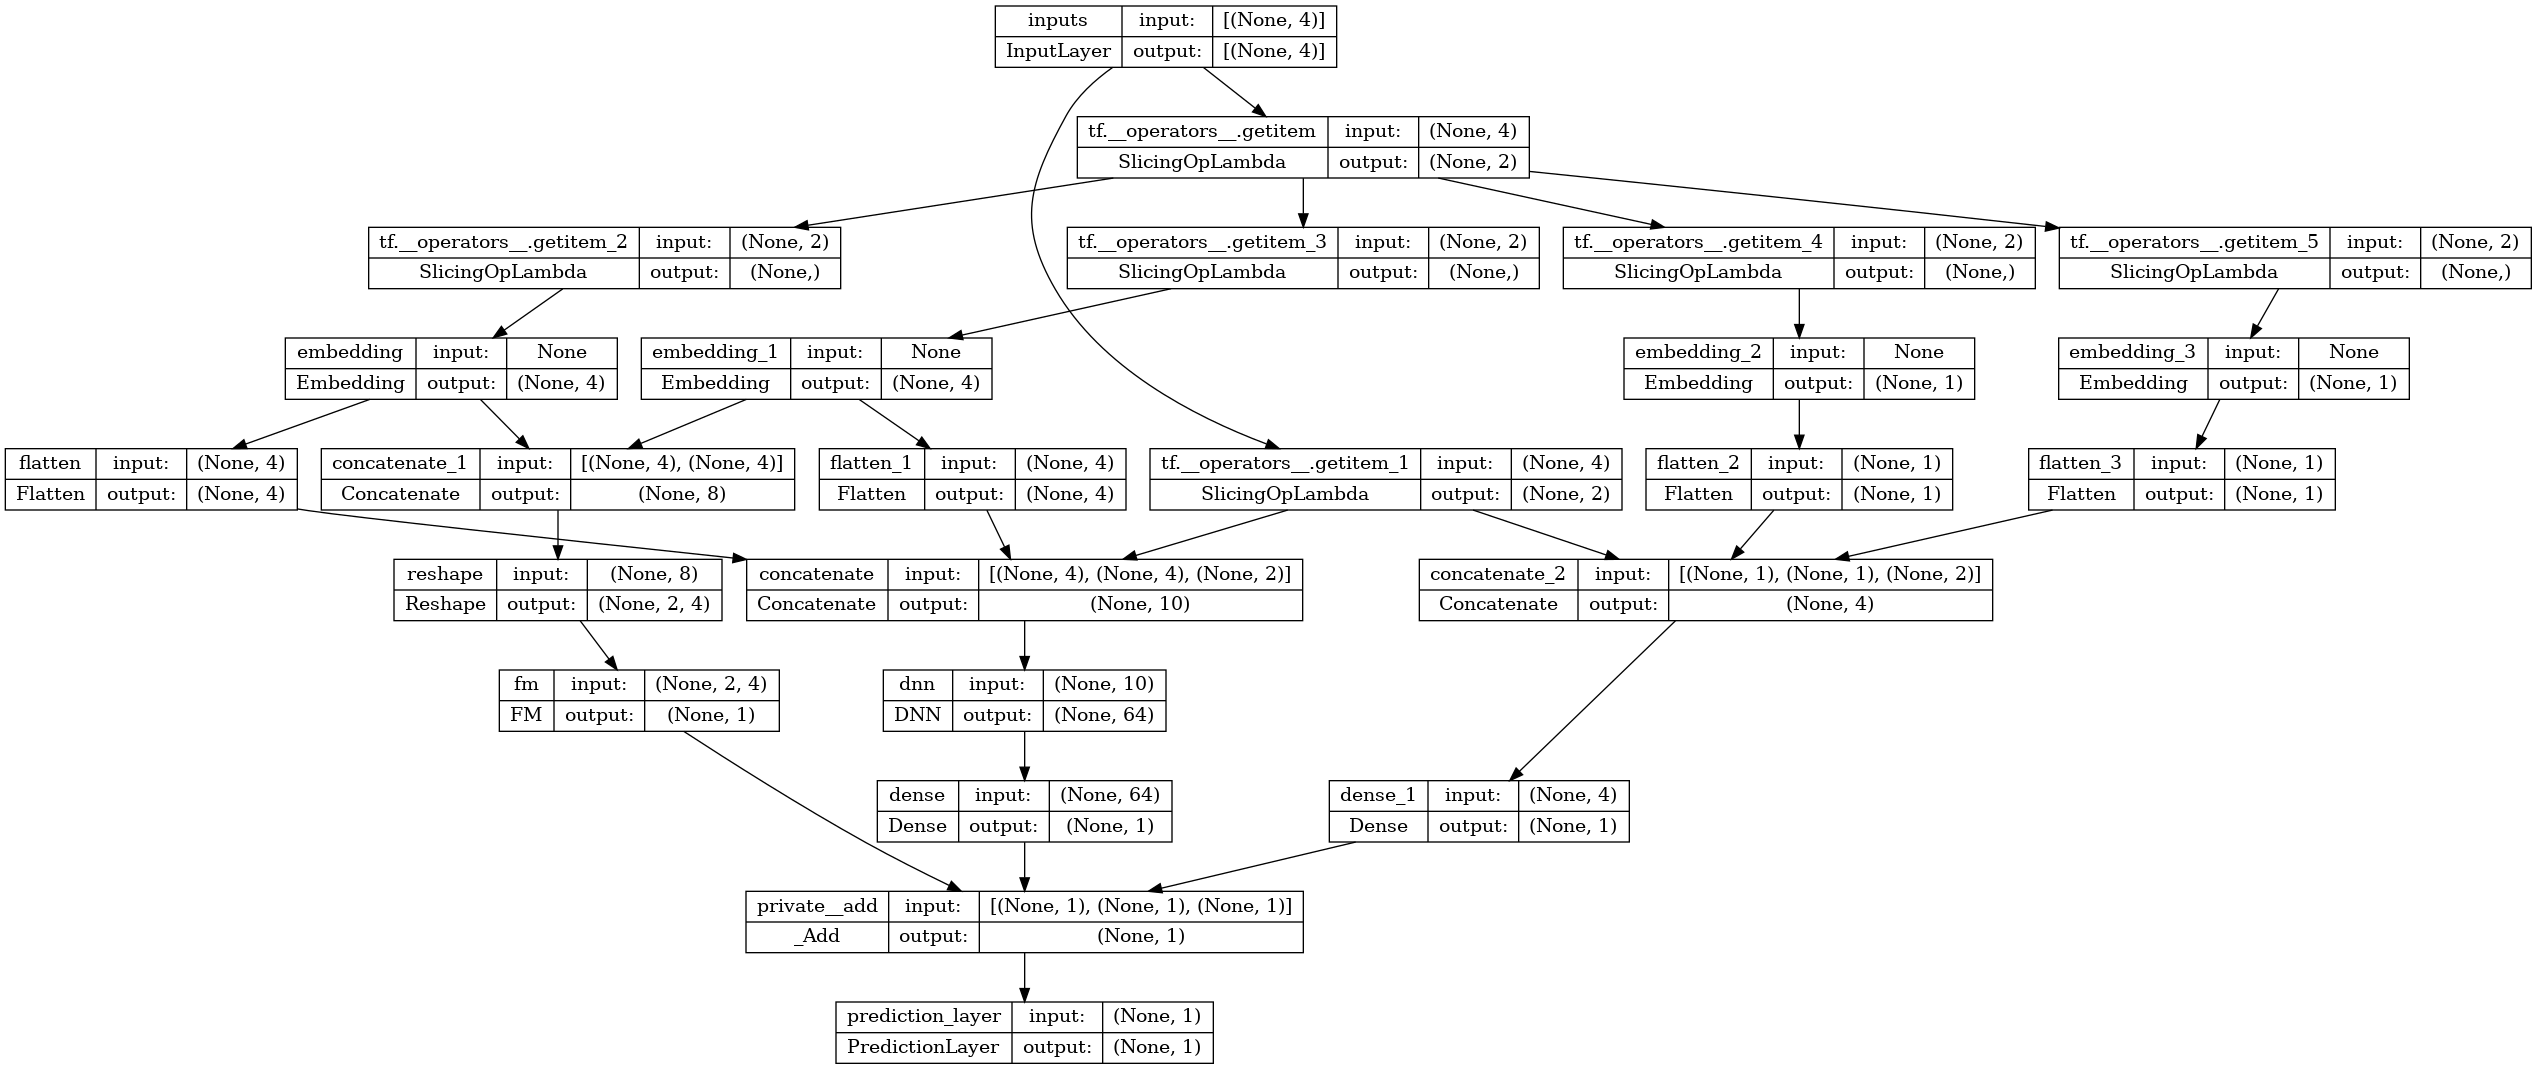 inputs input: [(None, 4)]
InputLayer output: [(None, 4)]
tf.__operators__.getitem input: (None, 4)
SlicingOpLambda output: (None, 2)
tf.__operators__.getitem_2 input: (None, 2)
SlicingOpLambda output: (None,)
tf.__operators__.getitem_3 input: (None, 2)
SlicingOpLambda output: (None,)
tf.__operators__.getitem_4 input: (None, 2)
SlicingOpLambda output: (None,)
tf.__operators__.getitem_5 input: (None, 2)
SlicingOpLambda output: (None,)
embedding input: None
Embedding output: (None, 4)
embedding_1 input: None
Embedding output: (None, 4)
embedding_2 input: None
Embedding output: (None, 1)
embedding_3 input: None
Embedding output: (None, 1)
flatten input: (None, 4)
Flatten output: (None, 4)
concatenate_1 input: [(None, 4), (None, 4)]
Concatenate output: (None, 8)
flatten_1 input: (None, 4)
Flatten output: (None, 4)
tf.__operators__.getitem_1 input: (None, 4)
SlicingOpLambda output: (None, 2)
flatten_2 input: (None, 1)
Flatten output: (None, 1)
flatten_3 input: (None, 1)
Flatten output: (None, 1)
reshape input: (None, 8)
Reshape output: (None, 2, 4)
concatenate input: [(None, 4), (None, 4), (None, 2)]
Concatenate output: (None, 10)
concatenate_2 input: [(None, 1), (None, 1), (None, 2)]
Concatenate output: (None, 4)
fm input: (None, 2, 4)
FM output: (None, 1)
dnn input: (None, 10)
DNN output: (None, 64)
dense input: (None, 64)
Dense output: (None, 1)
dense_1 input: (None, 4)
Dense output: (None, 1)
private__add input: [(None, 1), (None, 1), (None, 1)]
_Add output: (None, 1)
prediction_layer input: (None, 1)
PredictionLayer output: (None, 1)